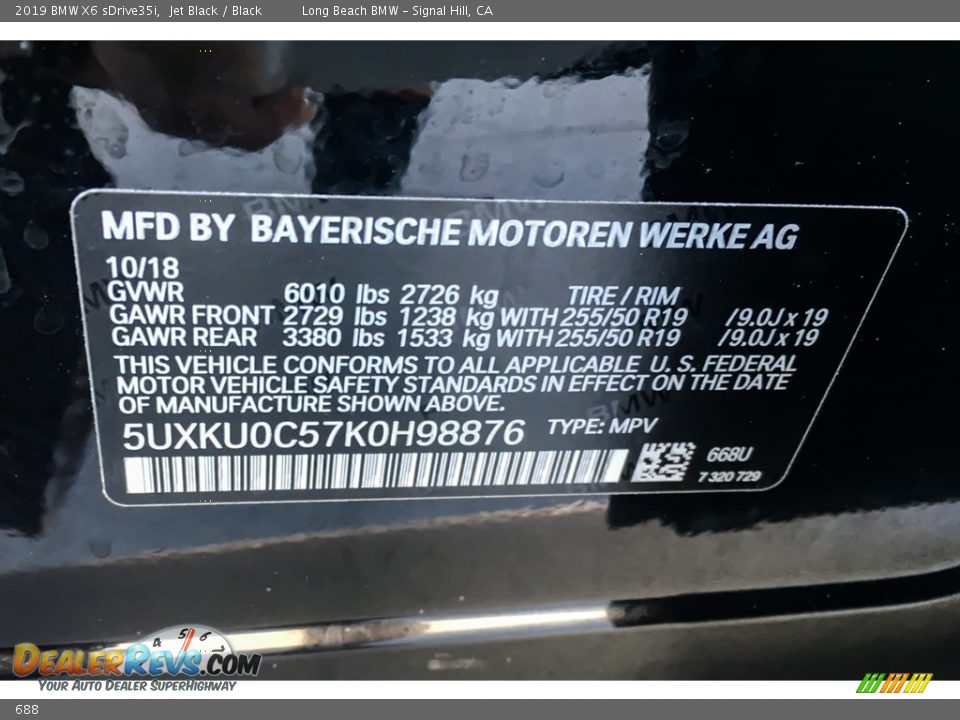 2019 BMW X6 sDrive35i, Jet Black / Black Long Beach BMW - Signal Hill, CA
MFD BY BAYERISCHE MOTOREN WERKE AG
10/18
GVWR 6010 lbs 2726 kg TIRE / RIM
GAWR FRONT 2729 lbs 1238 kg WITH 255/50 R19 /9.0J x 19
GAWR REAR 3380 lbs 1533 kg WITH 255/50 R19 /9.0J x 19
THIS VEHICLE CONFORMS TO ALL APPLICABLE U. S. FEDERAL
MOTOR VEHICLE SAFETY STANDARDS IN EFFECT ON THE DATE
OF MANUFACTURE SHOWN ABOVE.
5UXKU0C57K0H98876 TYPE: MPV
668U
7 320 729
4 5 6 7
DEALERREVS.COM
YOUR AUTO DEALER SUPERHIGHWAY
688